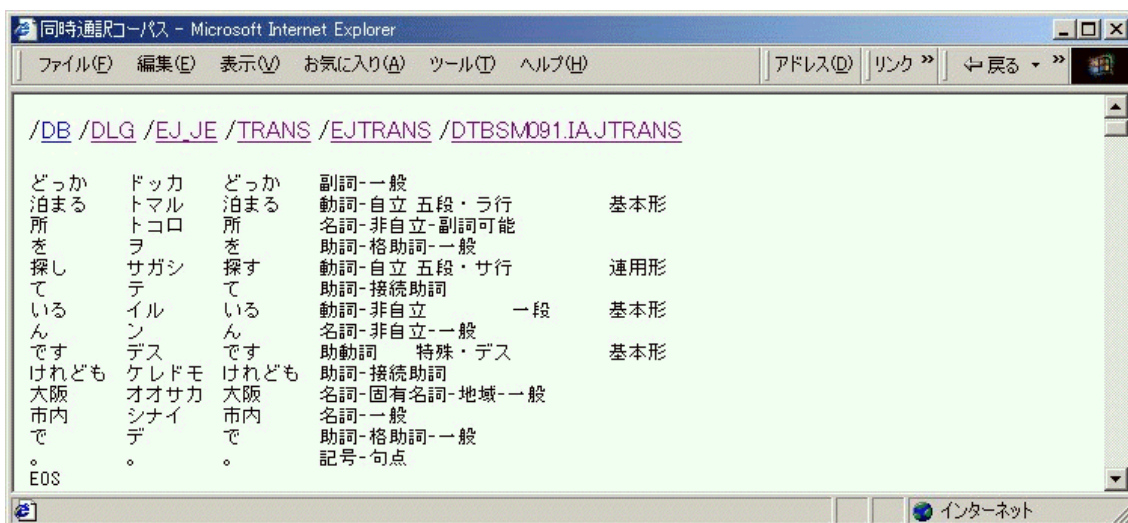 同時通訳コーパス - Microsoft Internet Explorer
ファイル(F) 編集(E) 表示(V) お気に入り(A) ツール(T) ヘルプ(H) アドレス(D) リンク » 戻る »
/DB /DLG /EJ_JE /TRANS /EJTRANS /DTBSM091.IA.JTRANS
どっか ドッカ どっか 副詞-一般
泊まる トマル 泊まる 動詞-自立 五段・ラ行 基本形
所 トコロ 所 名詞-非自立-副詞可能
を ヲ を 助詞-格助詞-一般
探し サガシ 探す 動詞-自立 五段・サ行 連用形
て テ て 助詞-接続助詞
いる イル いる 動詞-非自立 一段 基本形
ん ン ん 名詞-非自立-一般
です デス です 助動詞 特殊・デス 基本形
けれども ケレドモ けれども 助詞-接続助詞
大阪 オオサカ 大阪 名詞-固有名詞-地域-一般
市内 シナイ 市内 名詞-一般
で デ で 助詞-格助詞-一般
。 。 。 記号-句点
EOS
インターネット